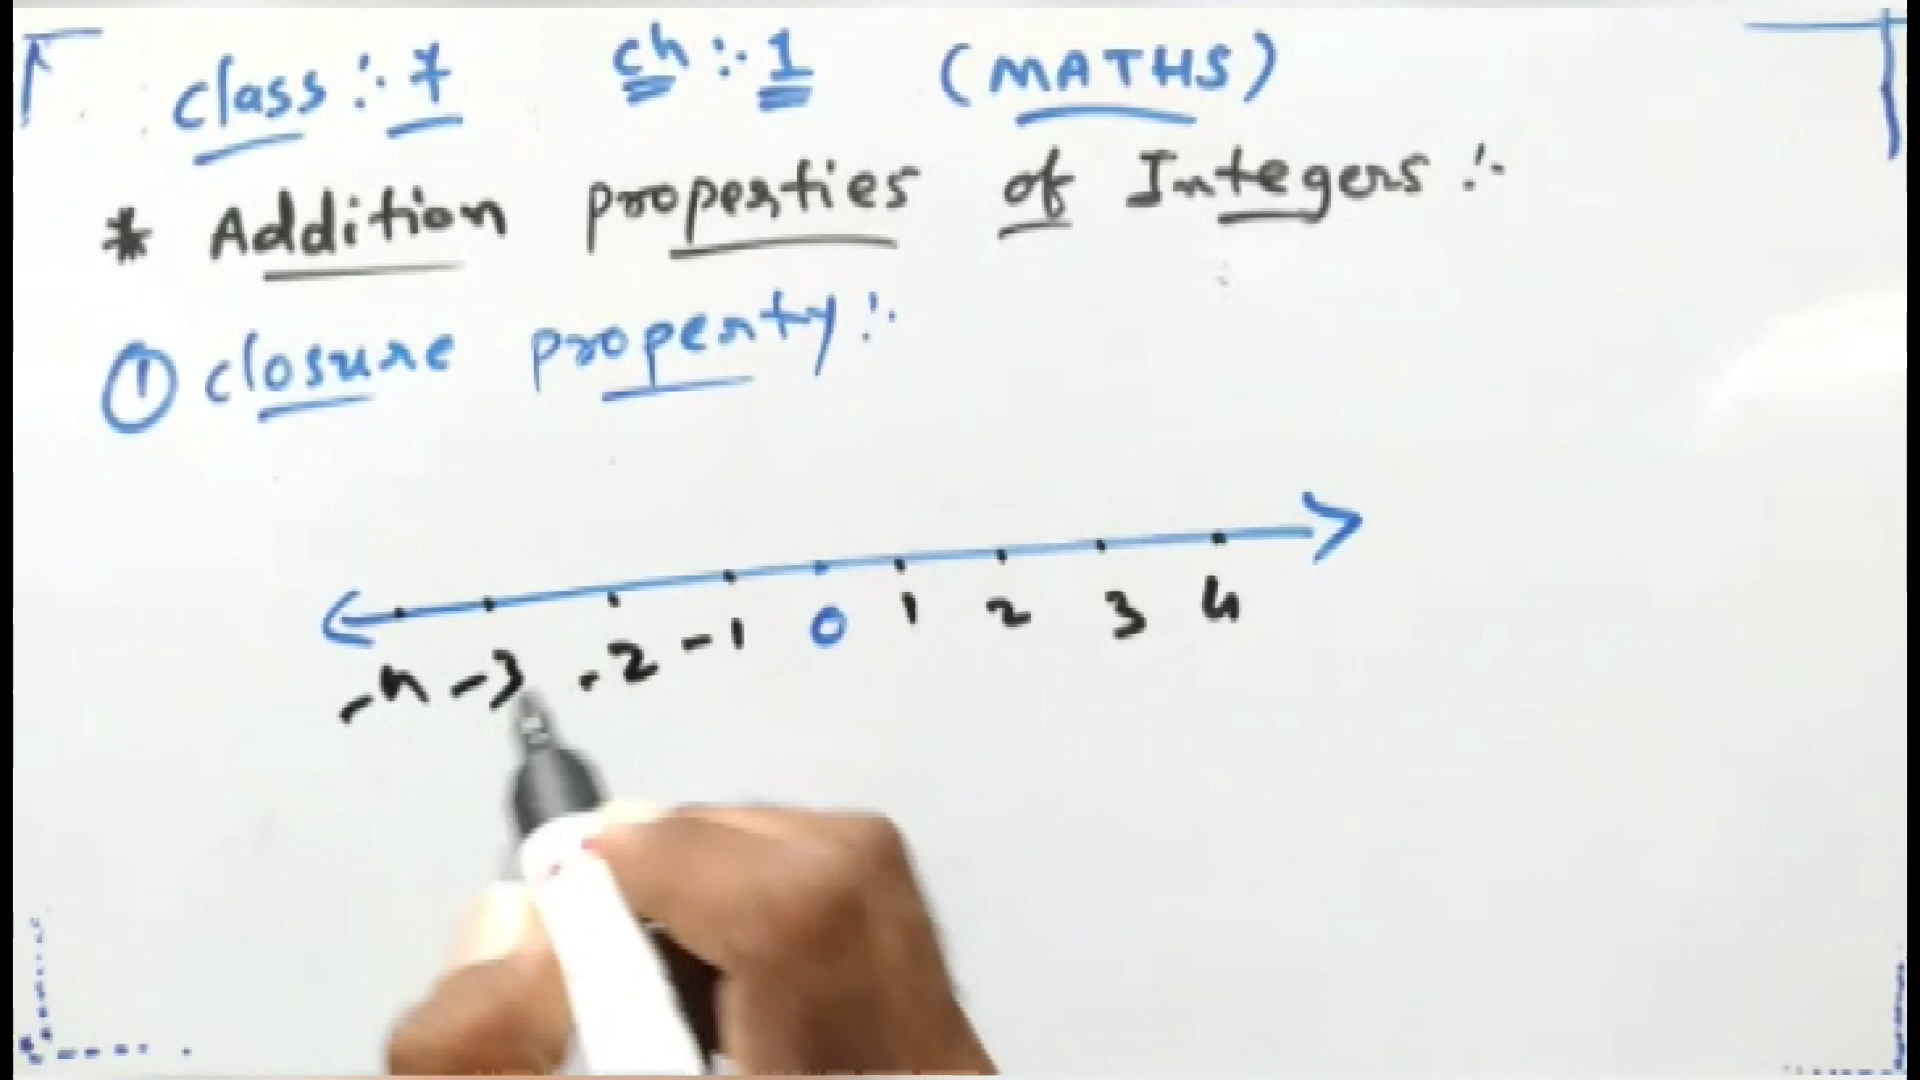 class :- 7 ch :- 1 (MATHS)
* Addition properties of Integers :-
① closure property :-
-4 -3 -2 -1 0 1 2 3 4